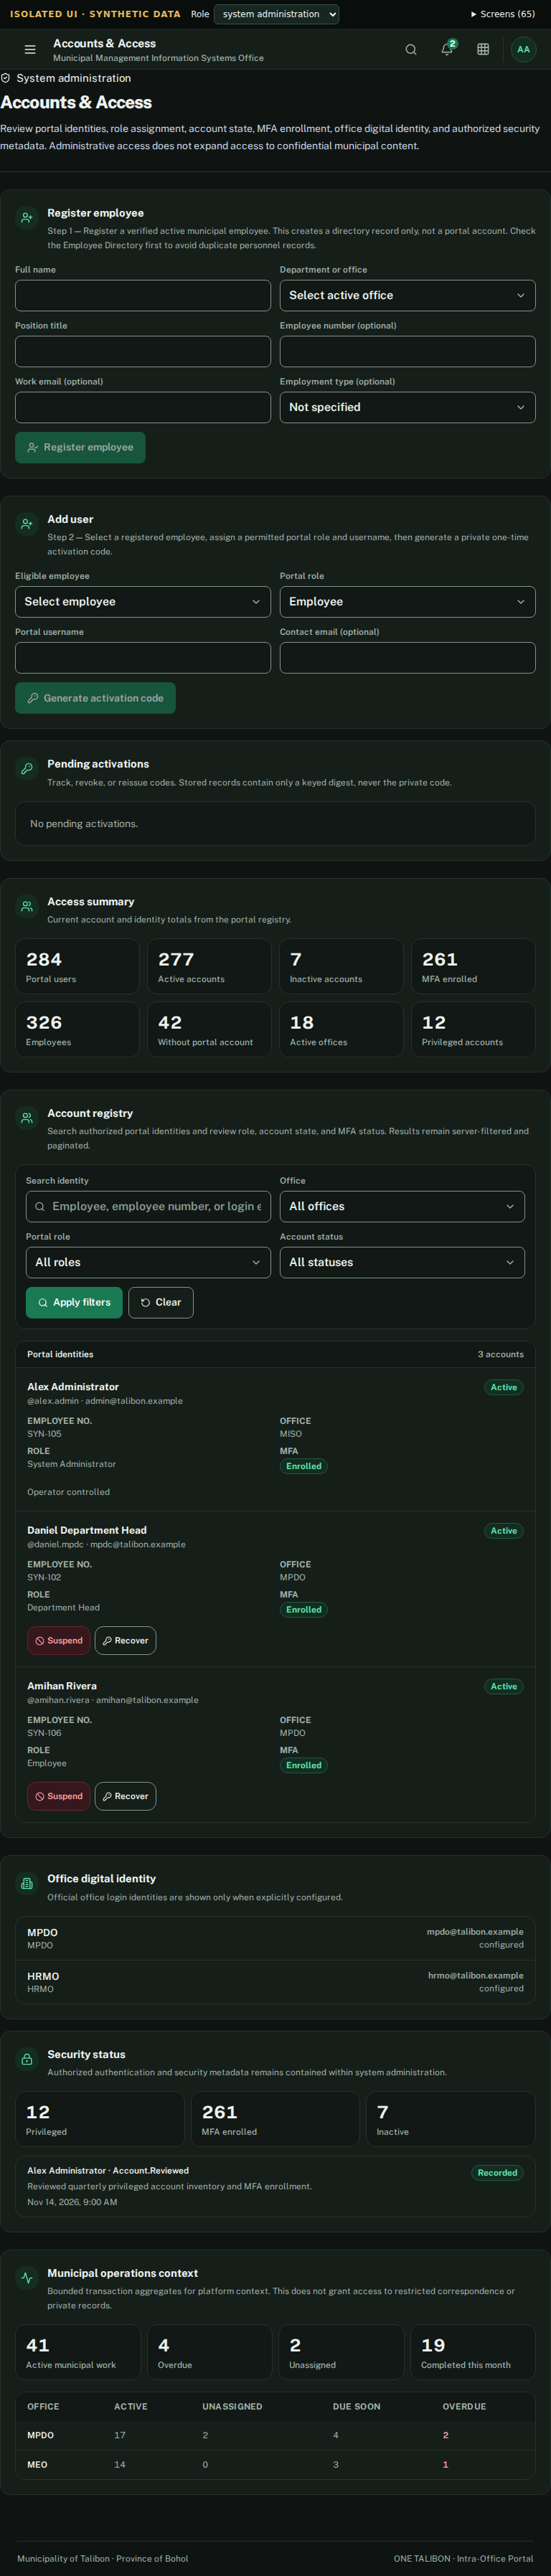 ISOLATED UI · SYNTHETIC DATA Role system administration ▶ Screens (65)
Accounts & Access
Municipal Management Information Systems Office
2
AA
System administration
Accounts & Access
Review portal identities, role assignment, account state, MFA enrollment, office digital identity, and authorized security
metadata. Administrative access does not expand access to confidential municipal content.
Register employee
Step 1 — Register a verified active municipal employee. This creates a directory record only, not a portal account. Check
the Employee Directory first to avoid duplicate personnel records.
Full name Department or office
Select active office
Position title Employee number (optional)
Work email (optional) Employment type (optional)
Not specified
Register employee
Add user
Step 2 — Select a registered employee, assign a permitted portal role and username, then generate a private one-time
activation code.
Eligible employee Portal role
Select employee Employee
Portal username Contact email (optional)
Generate activation code
Pending activations
Track, revoke, or reissue codes. Stored records contain only a keyed digest, never the private code.
No pending activations.
Access summary
Current account and identity totals from the portal registry.
284 277 7 261
Portal users Active accounts Inactive accounts MFA enrolled
326 42 18 12
Employees Without portal account Active offices Privileged accounts
Account registry
Search authorized portal identities and review role, account state, and MFA status. Results remain server-filtered and
paginated.
Search identity Office
Employee, employee number, or login e All offices
Portal role Account status
All roles All statuses
Apply filters Clear
Portal identities 3 accounts
Alex Administrator Active
@alex.admin · admin@talibon.example
EMPLOYEE NO. OFFICE
SYN-105 MISO
ROLE MFA
System Administrator Enrolled
Operator controlled
Daniel Department Head Active
@daniel.mpdc · mpdc@talibon.example
EMPLOYEE NO. OFFICE
SYN-102 MPDO
ROLE MFA
Department Head Enrolled
Suspend Recover
Amihan Rivera Active
@amihan.rivera · amihan@talibon.example
EMPLOYEE NO. OFFICE
SYN-106 MPDO
ROLE MFA
Employee Enrolled
Suspend Recover
Office digital identity
Official office login identities are shown only when explicitly configured.
MPDO mpdo@talibon.example
MPDO configured
HRMO hrmo@talibon.example
HRMO configured
Security status
Authorized authentication and security metadata remains contained within system administration.
12 261 7
Privileged MFA enrolled Inactive
Alex Administrator · Account.Reviewed Recorded
Reviewed quarterly privileged account inventory and MFA enrollment.
Nov 14, 2026, 9:00 AM
Municipal operations context
Bounded transaction aggregates for platform context. This does not grant access to restricted correspondence or
private records.
41 4 2 19
Active municipal work Overdue Unassigned Completed this month
OFFICE ACTIVE UNASSIGNED DUE SOON OVERDUE
MPDO 17 2 4 2
MEO 14 0 3 1
Municipality of Talibon · Province of Bohol ONE TALIBON · Intra-Office Portal